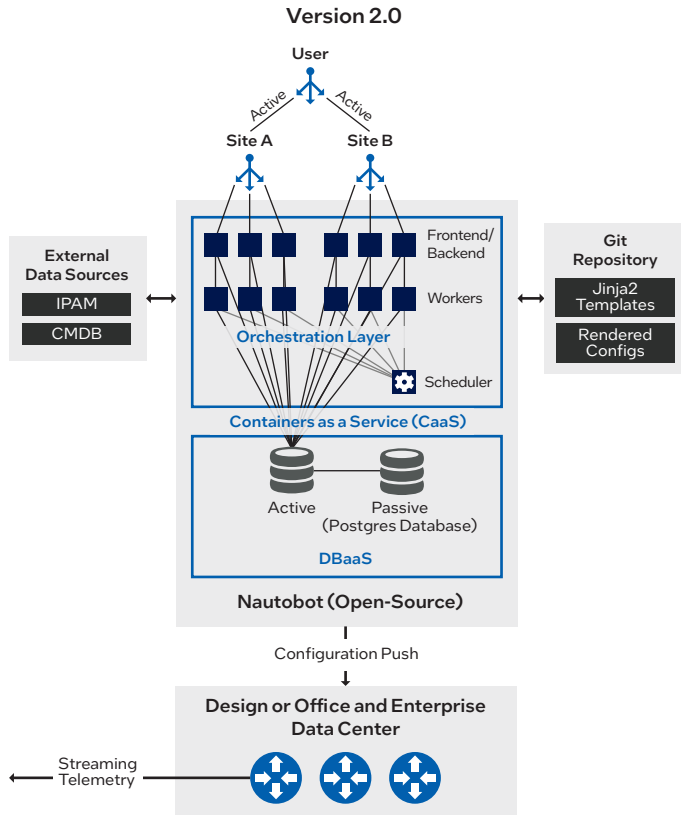 Version 2.0
User
Active
Active
Site A
Site B
External
Data Sources
IPAM
CMDB
Frontend/
Backend
Workers
Orchestration Layer
Scheduler
Containers as a Service (CaaS)
Git
Repository
Jinja2
Templates
Rendered
Configs
Active
Passive
(Postgres Database)
DBaaS
Nautobot (Open-Source)
Configuration Push
Design or Office and Enterprise
Data Center
Streaming
Telemetry